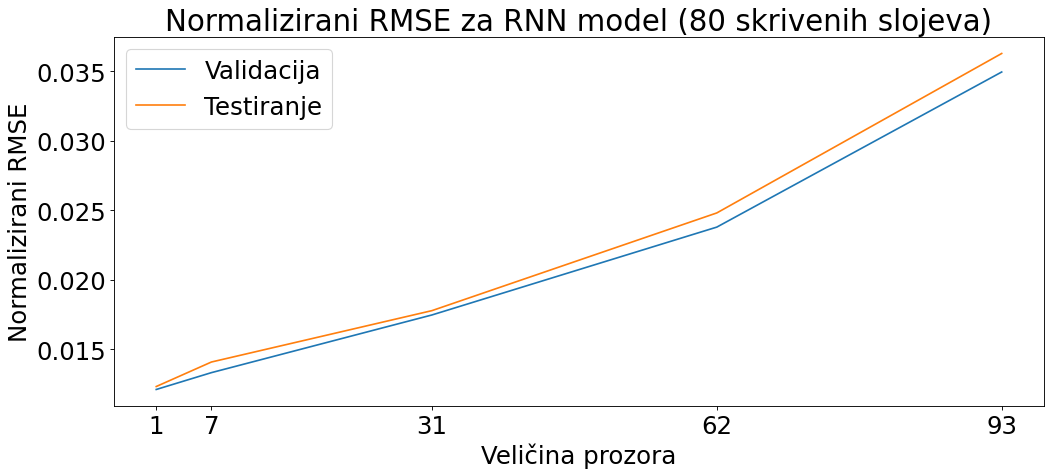 Normalizirani RMSE za RNN model (80 skrivenih slojeva)
Validacija
Testiranje
Normalizirani RMSE
0.035
0.030
0.025
0.020
0.015
1 7 31 62 93
Veličina prozora